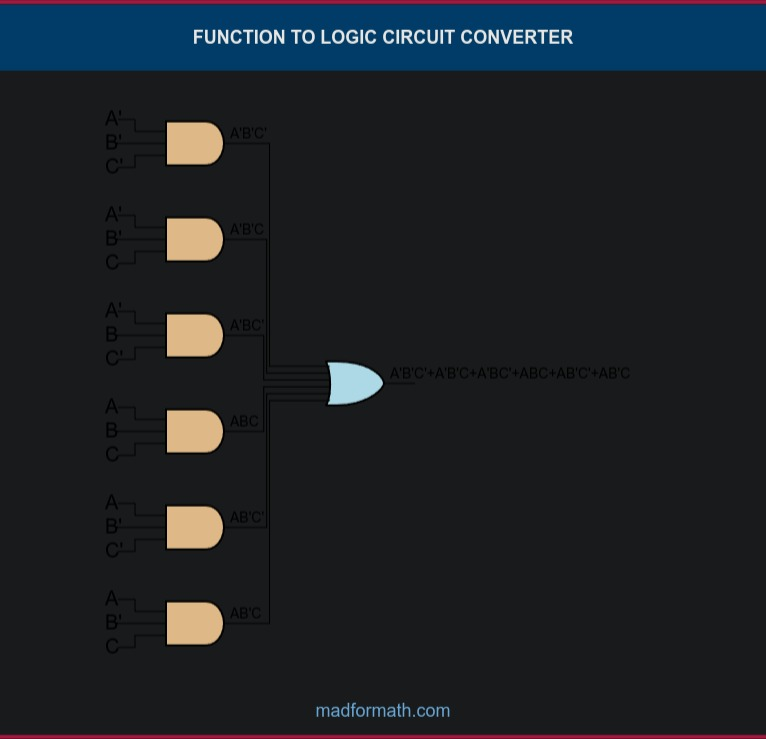 FUNCTION TO LOGIC CIRCUIT CONVERTER
A'
B'
C'
A'B'C'
A'
B'
C
A'B'C
A'
B
C'
A'BC'
A'B'C'+A'B'C+A'BC'+ABC+AB'C'+AB'C
A
B
C
ABC
A
B'
C'
AB'C'
A
B'
C
AB'C
madformath.com